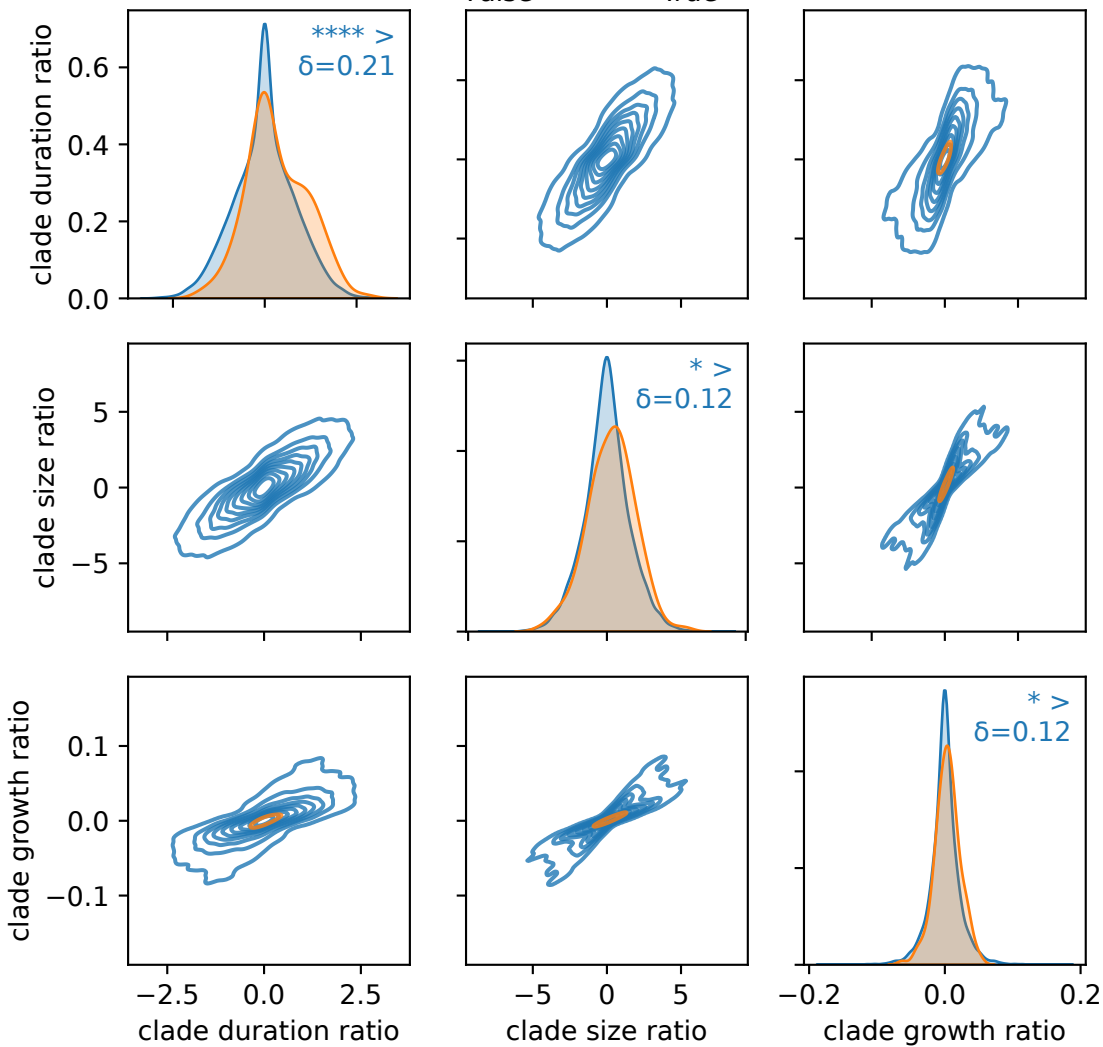 clade duration ratio
0.6
0.4
0.2
0.0
**** >
δ=0.21
clade size ratio
5
0
−5
* >
δ=0.12
clade growth ratio
0.1
0.0
−0.1
* >
δ=0.12
−2.5 0.0 2.5
−5 0 5
−0.2 0.0 0.2
clade duration ratio
clade size ratio
clade growth ratio